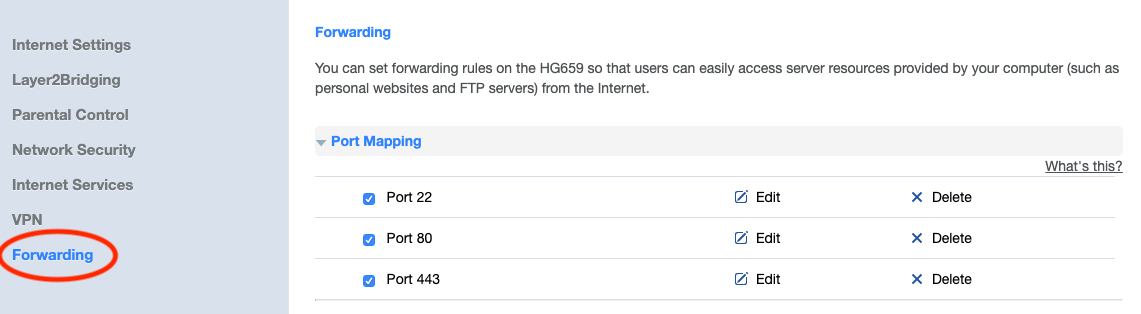 Internet Settings
Layer2Bridging
Parental Control
Network Security
Internet Services
VPN
Forwarding
Forwarding
You can set forwarding rules on the HG659 so that users can easily access server resources provided by your computer (such as
personal websites and FTP servers) from the Internet.
Port Mapping
What's this?
Port 22 Edit Delete
Port 80 Edit Delete
Port 443 Edit Delete